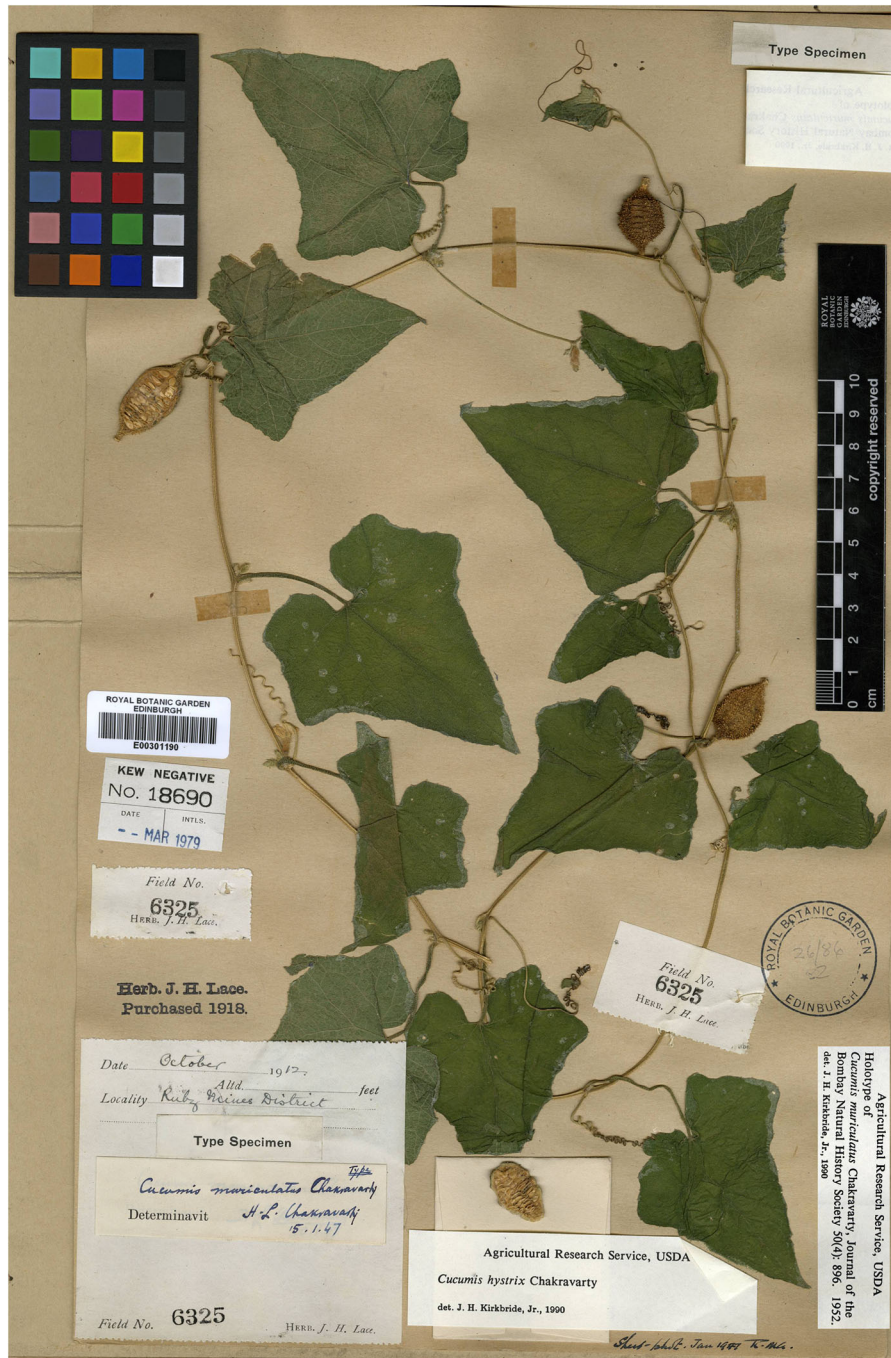 Type Specimen
ROYAL
BOTANIC
GARDEN
EDINBURGH
10
9
8
7
6
5
4
3
2
1
0
cm
copyright reserved
ROYAL BOTANIC GARDEN
EDINBURGH
E00301190
KEW NEGATIVE
No. 18690
DATE
INTLS.
-- MAR 1979
Field No.
6325
HERB. J. H. Lace.
Herb. J. H. Lace.
Purchased 1918.
Field No.
6325
HERB. J. H. Lace.
ROYAL BOTANIC GARDEN
26/86
2
EDINBURGH
Date October 1912.
Altd. feet
Locality Ruby Mines District
Type Specimen
Type
Cucumis muriculatus Chakravarty
Determinavit H. L. Chakravarty
15.1.47
Field No. 6325 HERB. J. H. Lace.
Agricultural Research Service, USDA
Cucumis hystrix Chakravarty
det. J. H. Kirkbride, Jr., 1990
Agricultural Research Service, USDA
Holotype of
Cucumis muriculatus Chakravarty, Journal of the
Bombay Natural History Society 50(4): 896. 1952.
det. J. H. Kirkbride, Jr., 1990